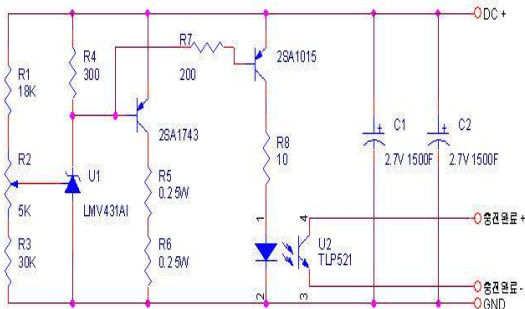 DC +
R1
18K
R4
300
R7
200
2SA1015
2SA1743
R8
10
C1
2.7V 1500F
C2
2.7V 1500F
R2
5K
U1
LMV431AI
R5
0.25W
R3
30K
R6
0.25W
1
2
4
3
U2
TLP521
충전완료+
충전완료-
GND